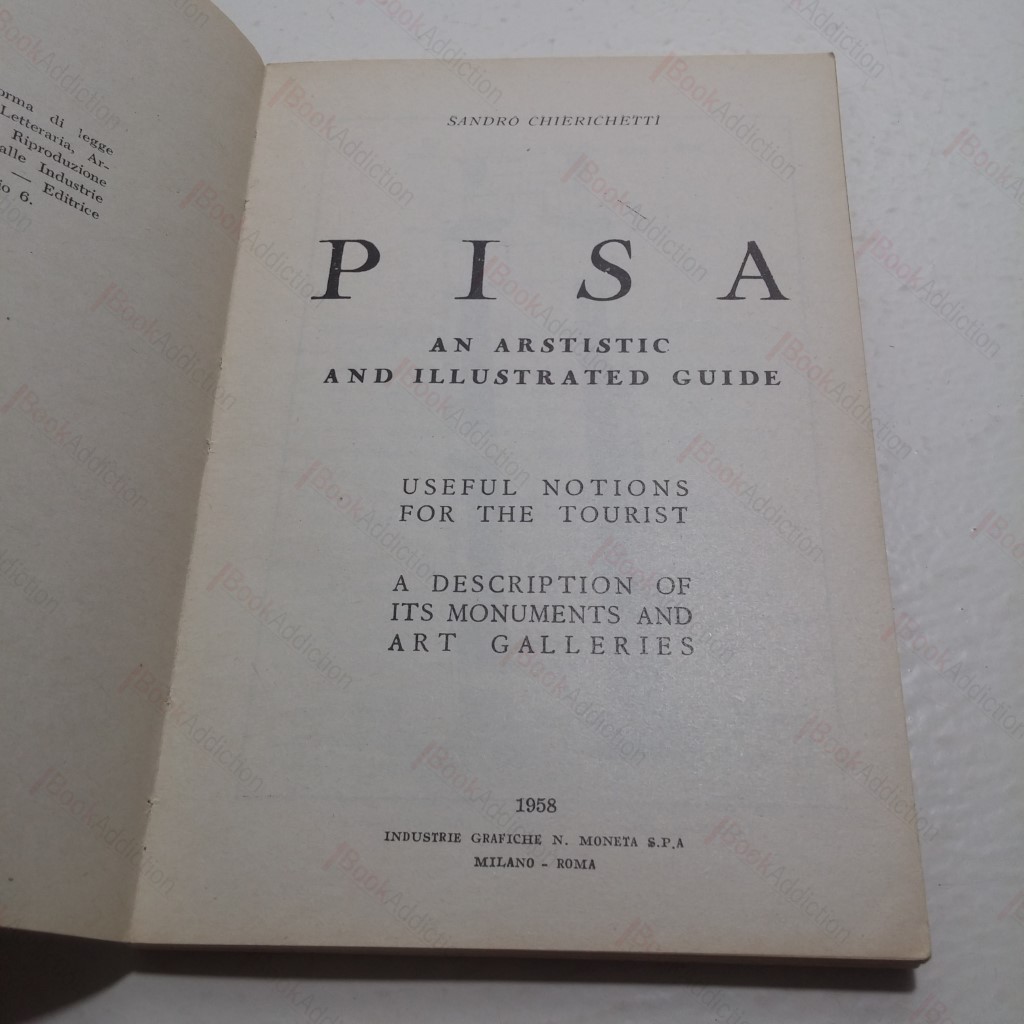 orma di legge
Letteraria, Ar-
Riproduzione
alle Industrie
— Editrice
io 6.
SANDRO CHIERICHETTI
PISA
AN ARSTISTIC
AND ILLUSTRATED GUIDE
USEFUL NOTIONS
FOR THE TOURIST
A DESCRIPTION OF
ITS MONUMENTS AND
ART GALLERIES
1958
INDUSTRIE GRAFICHE N. MONETA S.P.A
MILANO - ROMA